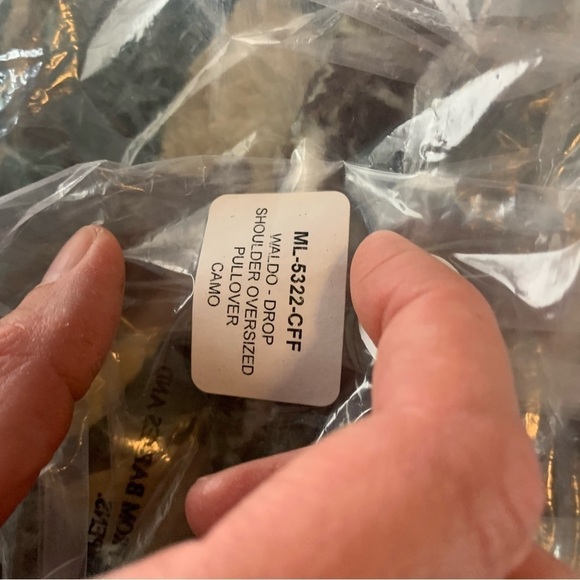 ML-5322-CFF
WALDO - DROP
SHOULDER OVERSIZED
PULLOVER
CAMO